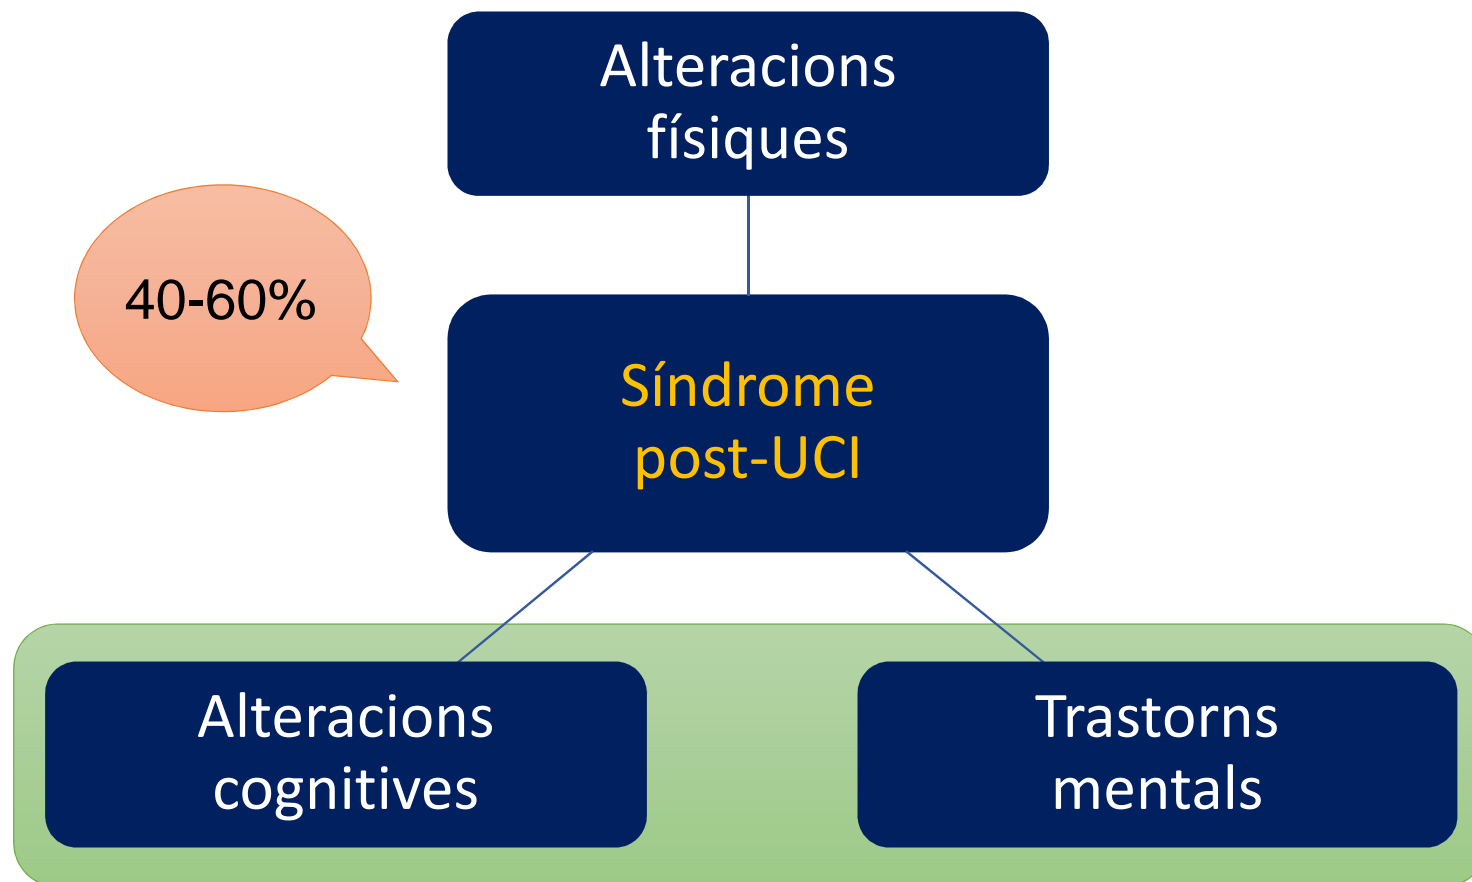 Alteracions
físiques
40-60%
Síndrome
post-UCI
Alteracions
cognitives
Trastorns
mentals